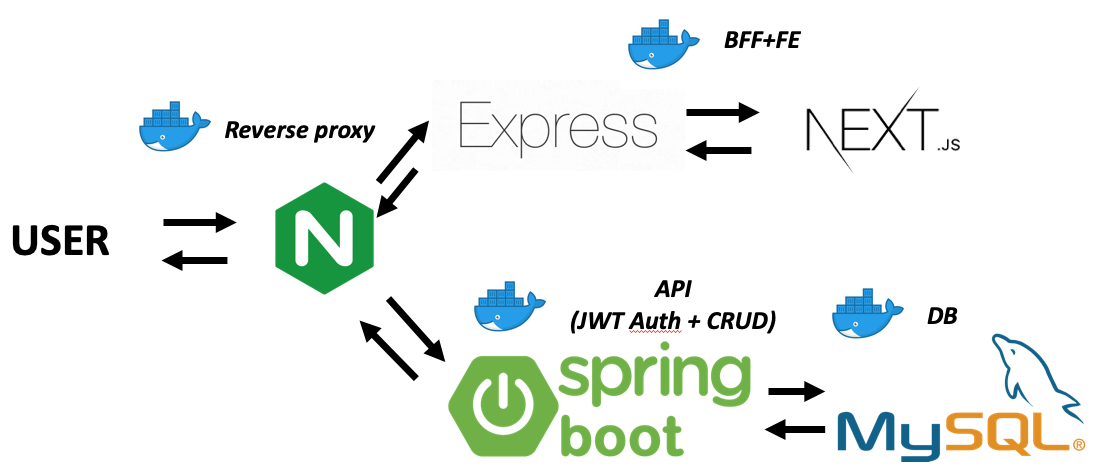 BFF+FE
Reverse proxy
Express
NEXT.JS
USER
N
API
(JWT Auth + CRUD)
DB
spring
boot
MySQL®